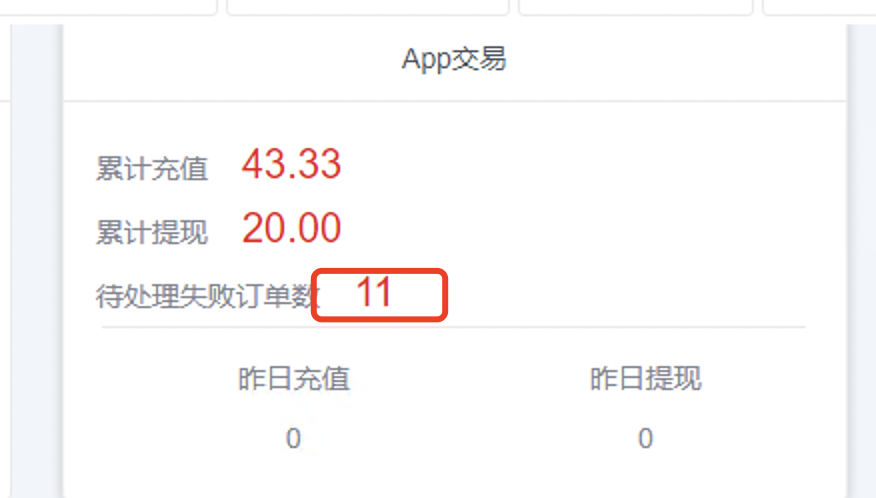 App交易
累计充值 43.33
累计提现 20.00
待处理失败订单数 11
昨日充值 昨日提现
0 0